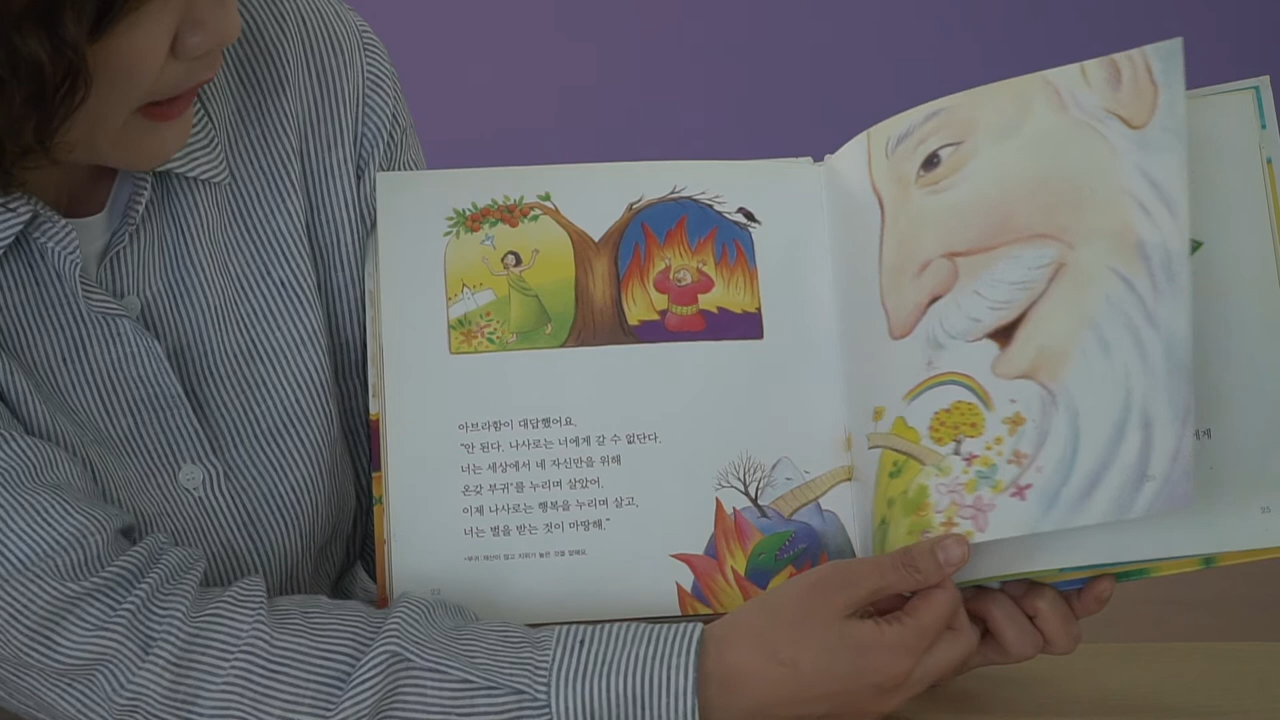 아브라함이 대답했어요.
"안 된다. 나사로는 너에게 갈 수 없단다.
너는 세상에서 네 자신만을 위해
온갖 부귀*를 누리며 살았어.
이제 나사로는 행복을 누리며 살고,
너는 벌을 받는 것이 마땅해."
*부귀: 재산이 많고 지위가 높은 것을 말해요.
22
에게
25